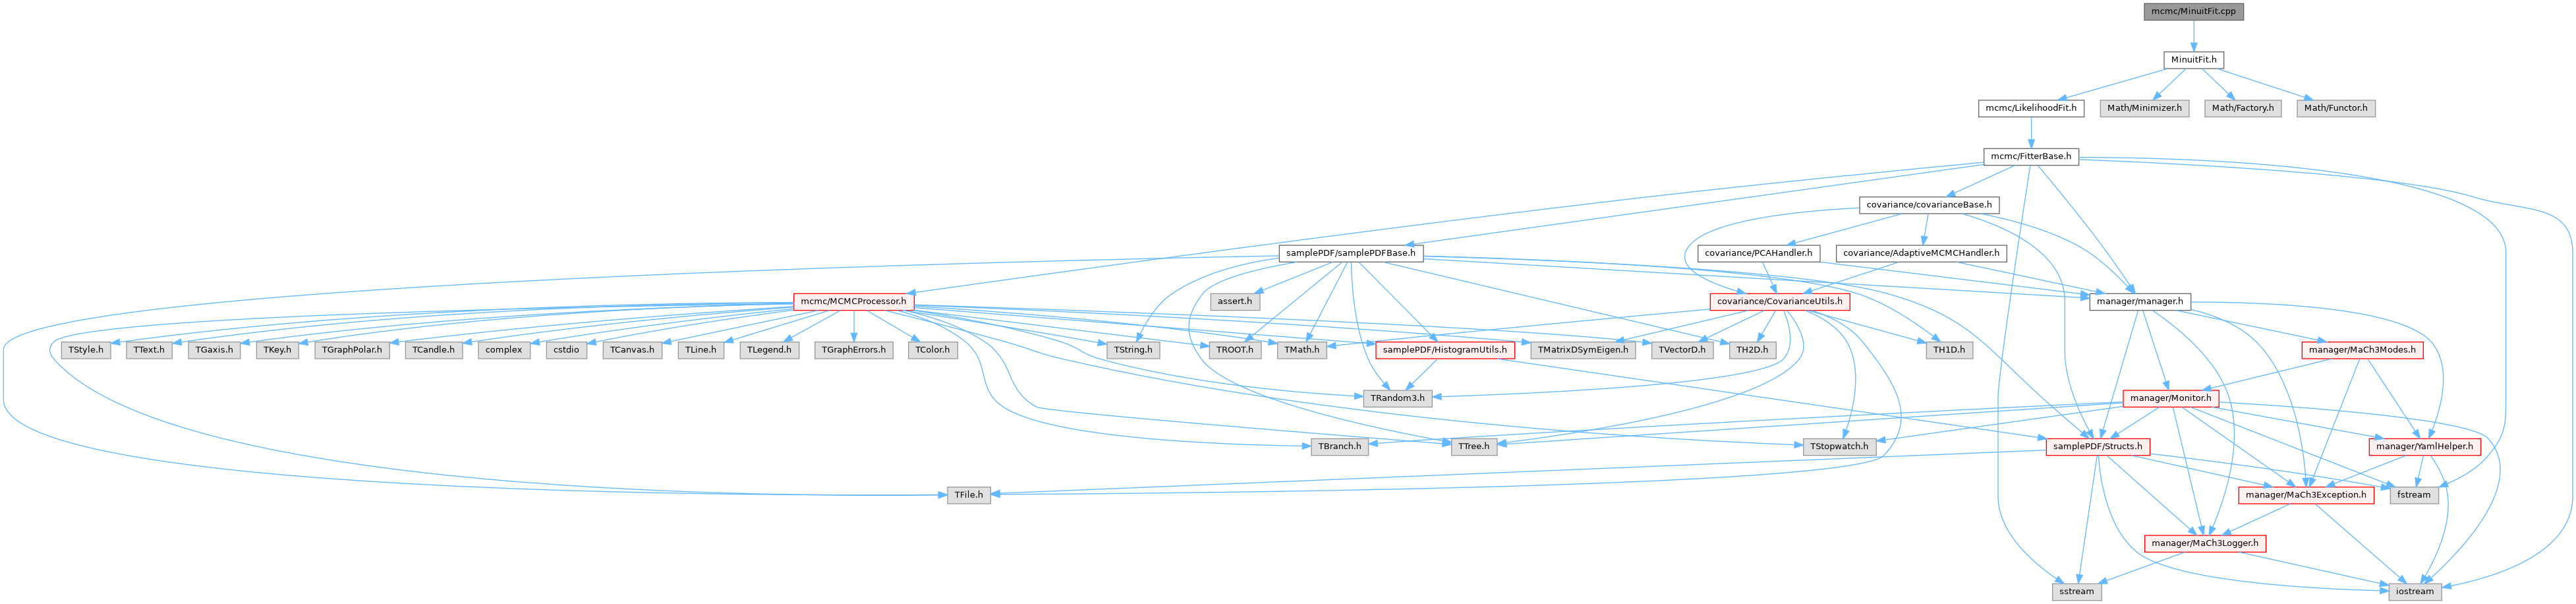 mcmc/MinuitFit.cpp
MinuitFit.h
mcmc/LikelihoodFit.h
Math/Minimizer.h
Math/Factory.h
Math/Functor.h
mcmc/FitterBase.h
covariance/covarianceBase.h
samplePDF/samplePDFBase.h
covariance/PCAHandler.h
covariance/AdaptiveMCMCHandler.h
assert.h
mcmc/MCMCProcessor.h
covariance/CovarianceUtils.h
manager/manager.h
TStyle.h
TText.h
TGaxis.h
TKey.h
TGraphPolar.h
TCandle.h
complex
cstdio
TCanvas.h
TLine.h
TLegend.h
TGraphErrors.h
TColor.h
TString.h
TROOT.h
TMath.h
samplePDF/HistogramUtils.h
TMatrixDSymEigen.h
TVectorD.h
TH2D.h
TH1D.h
manager/MaCh3Modes.h
TRandom3.h
manager/Monitor.h
TBranch.h
TTree.h
TStopwatch.h
samplePDF/Structs.h
manager/YamlHelper.h
TFile.h
manager/MaCh3Exception.h
fstream
manager/MaCh3Logger.h
sstream
iostream